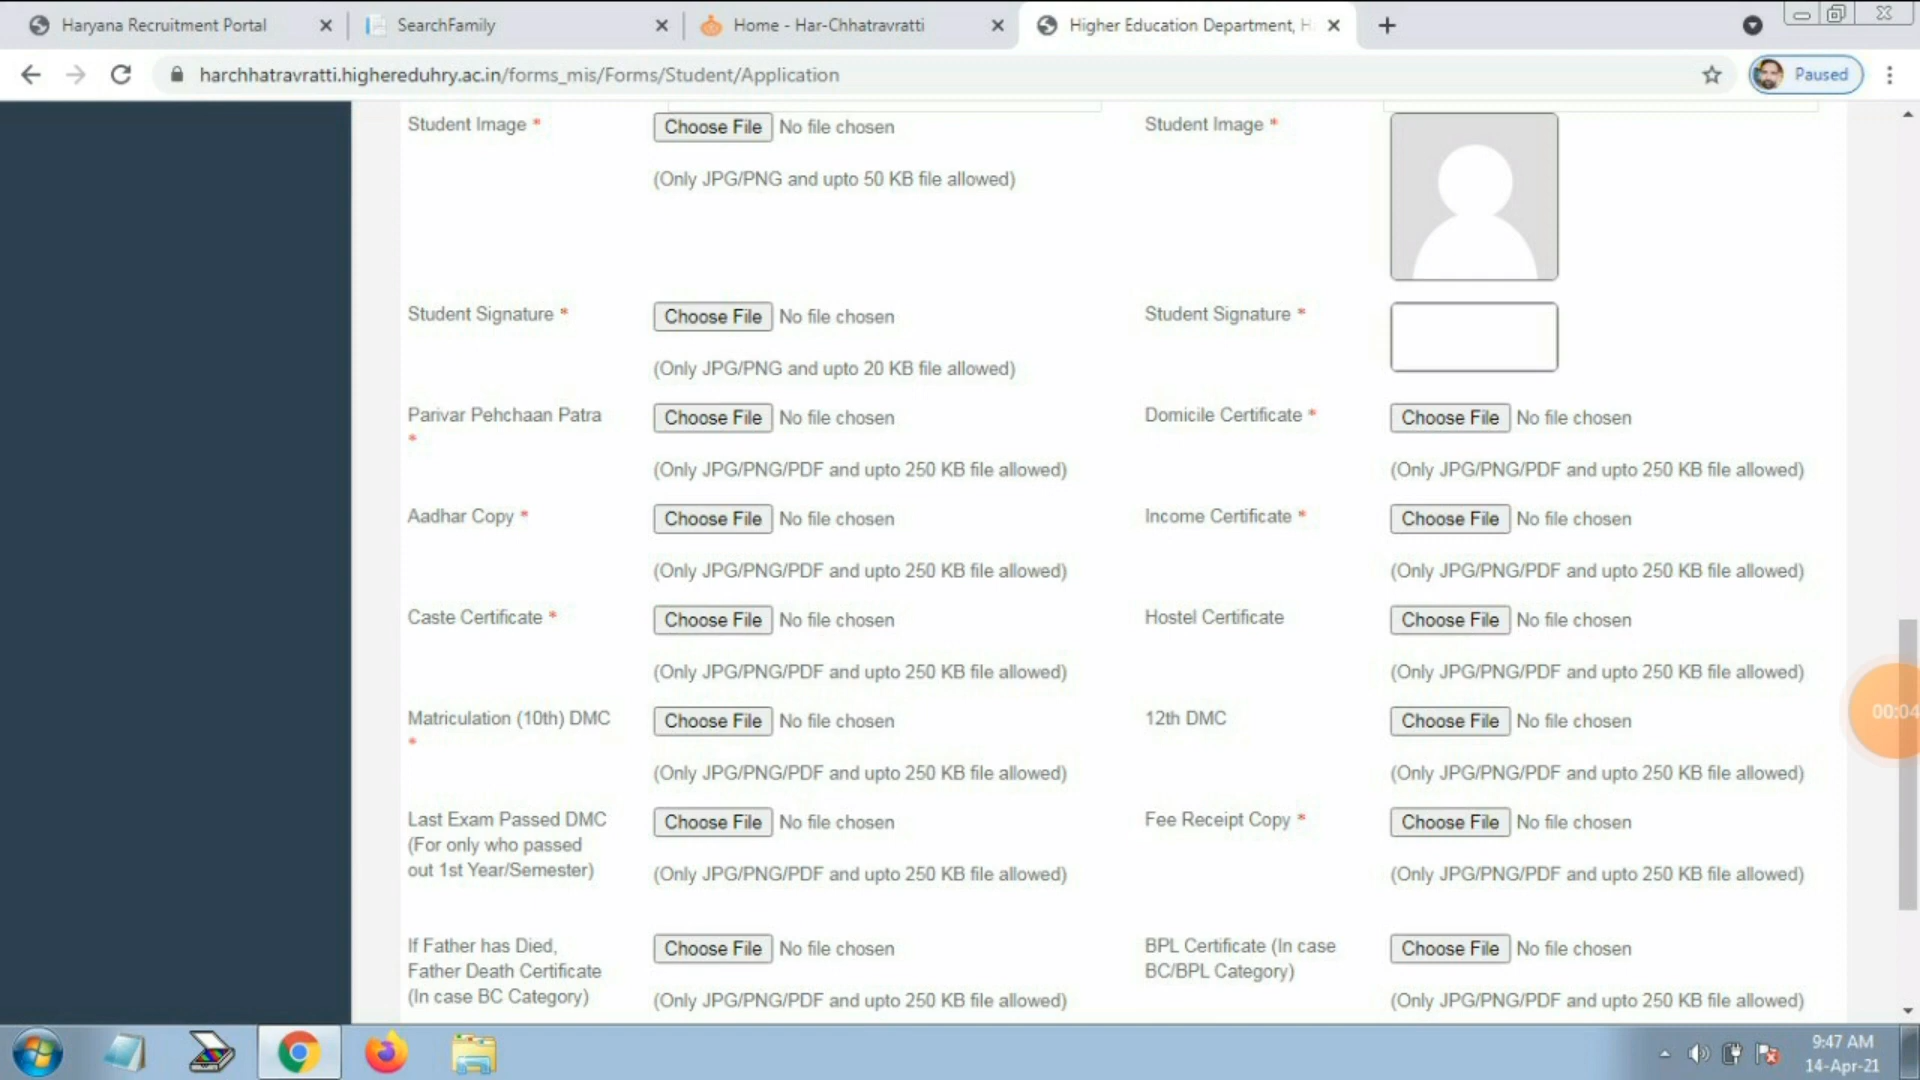 Haryana Recruitment Portal
SearchFamily
Home - Har-Chhatravratti
Higher Education Department, H
harchhatravratti.highereduhry.ac.in/forms_mis/Forms/Student/Application
Paused
Student Image *
Choose File No file chosen
Student Image *
(Only JPG/PNG and upto 50 KB file allowed)
Student Signature *
Choose File No file chosen
Student Signature *
(Only JPG/PNG and upto 20 KB file allowed)
Parivar Pehchaan Patra
*
Choose File No file chosen
(Only JPG/PNG/PDF and upto 250 KB file allowed)
Domicile Certificate *
Choose File No file chosen
(Only JPG/PNG/PDF and upto 250 KB file allowed)
Aadhar Copy *
Choose File No file chosen
(Only JPG/PNG/PDF and upto 250 KB file allowed)
Income Certificate *
Choose File No file chosen
(Only JPG/PNG/PDF and upto 250 KB file allowed)
Caste Certificate *
Choose File No file chosen
(Only JPG/PNG/PDF and upto 250 KB file allowed)
Hostel Certificate
Choose File No file chosen
(Only JPG/PNG/PDF and upto 250 KB file allowed)
Matriculation (10th) DMC
*
Choose File No file chosen
(Only JPG/PNG/PDF and upto 250 KB file allowed)
12th DMC
Choose File No file chosen
(Only JPG/PNG/PDF and upto 250 KB file allowed)
Last Exam Passed DMC
(For only who passed
out 1st Year/Semester)
Choose File No file chosen
(Only JPG/PNG/PDF and upto 250 KB file allowed)
Fee Receipt Copy *
Choose File No file chosen
(Only JPG/PNG/PDF and upto 250 KB file allowed)
If Father has Died,
Father Death Certificate
(In case BC Category)
Choose File No file chosen
(Only JPG/PNG/PDF and upto 250 KB file allowed)
BPL Certificate (In case
BC/BPL Category)
Choose File No file chosen
(Only JPG/PNG/PDF and upto 250 KB file allowed)
00:04
9:47 AM
14-Apr-21